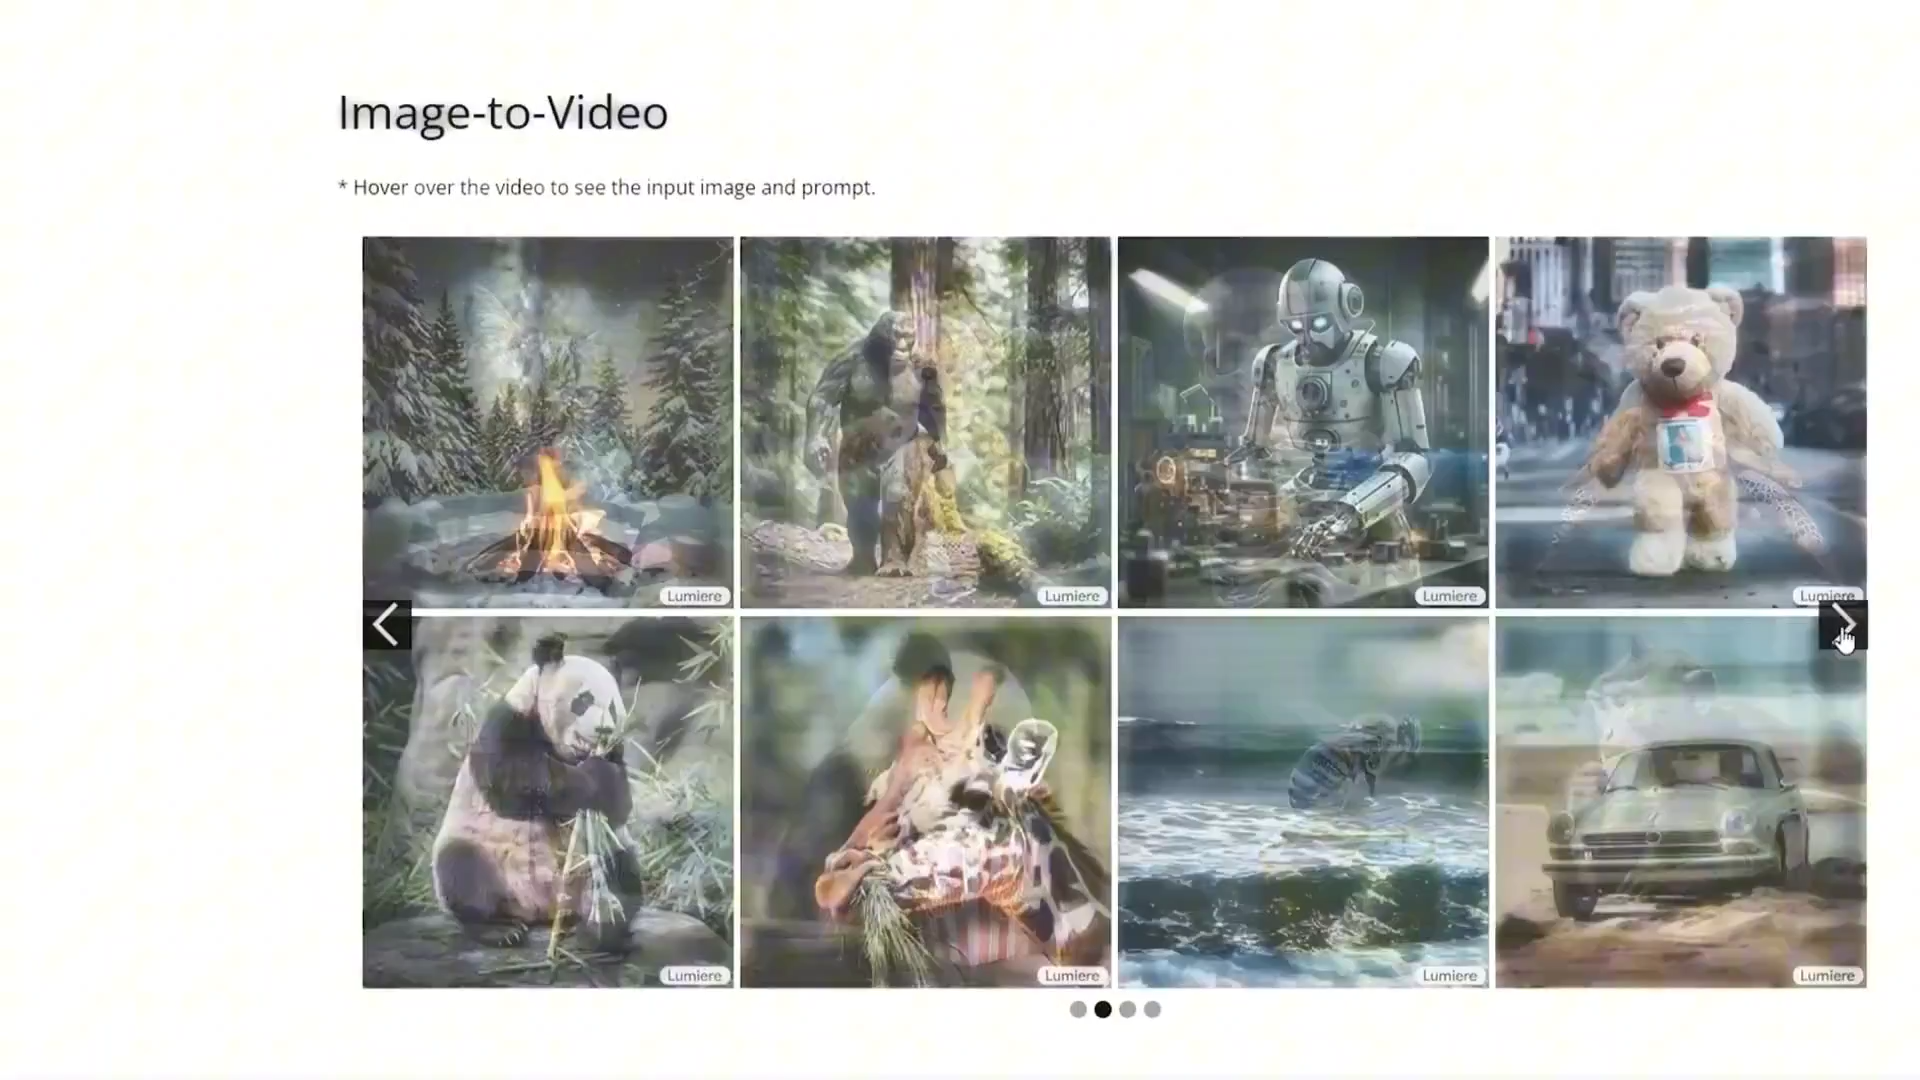 Image-to-Video
* Hover over the video to see the input image and prompt.
Lumiere
Lumiere
Lumiere
Lumiere
Lumiere
Lumiere
Lumiere
Lumiere